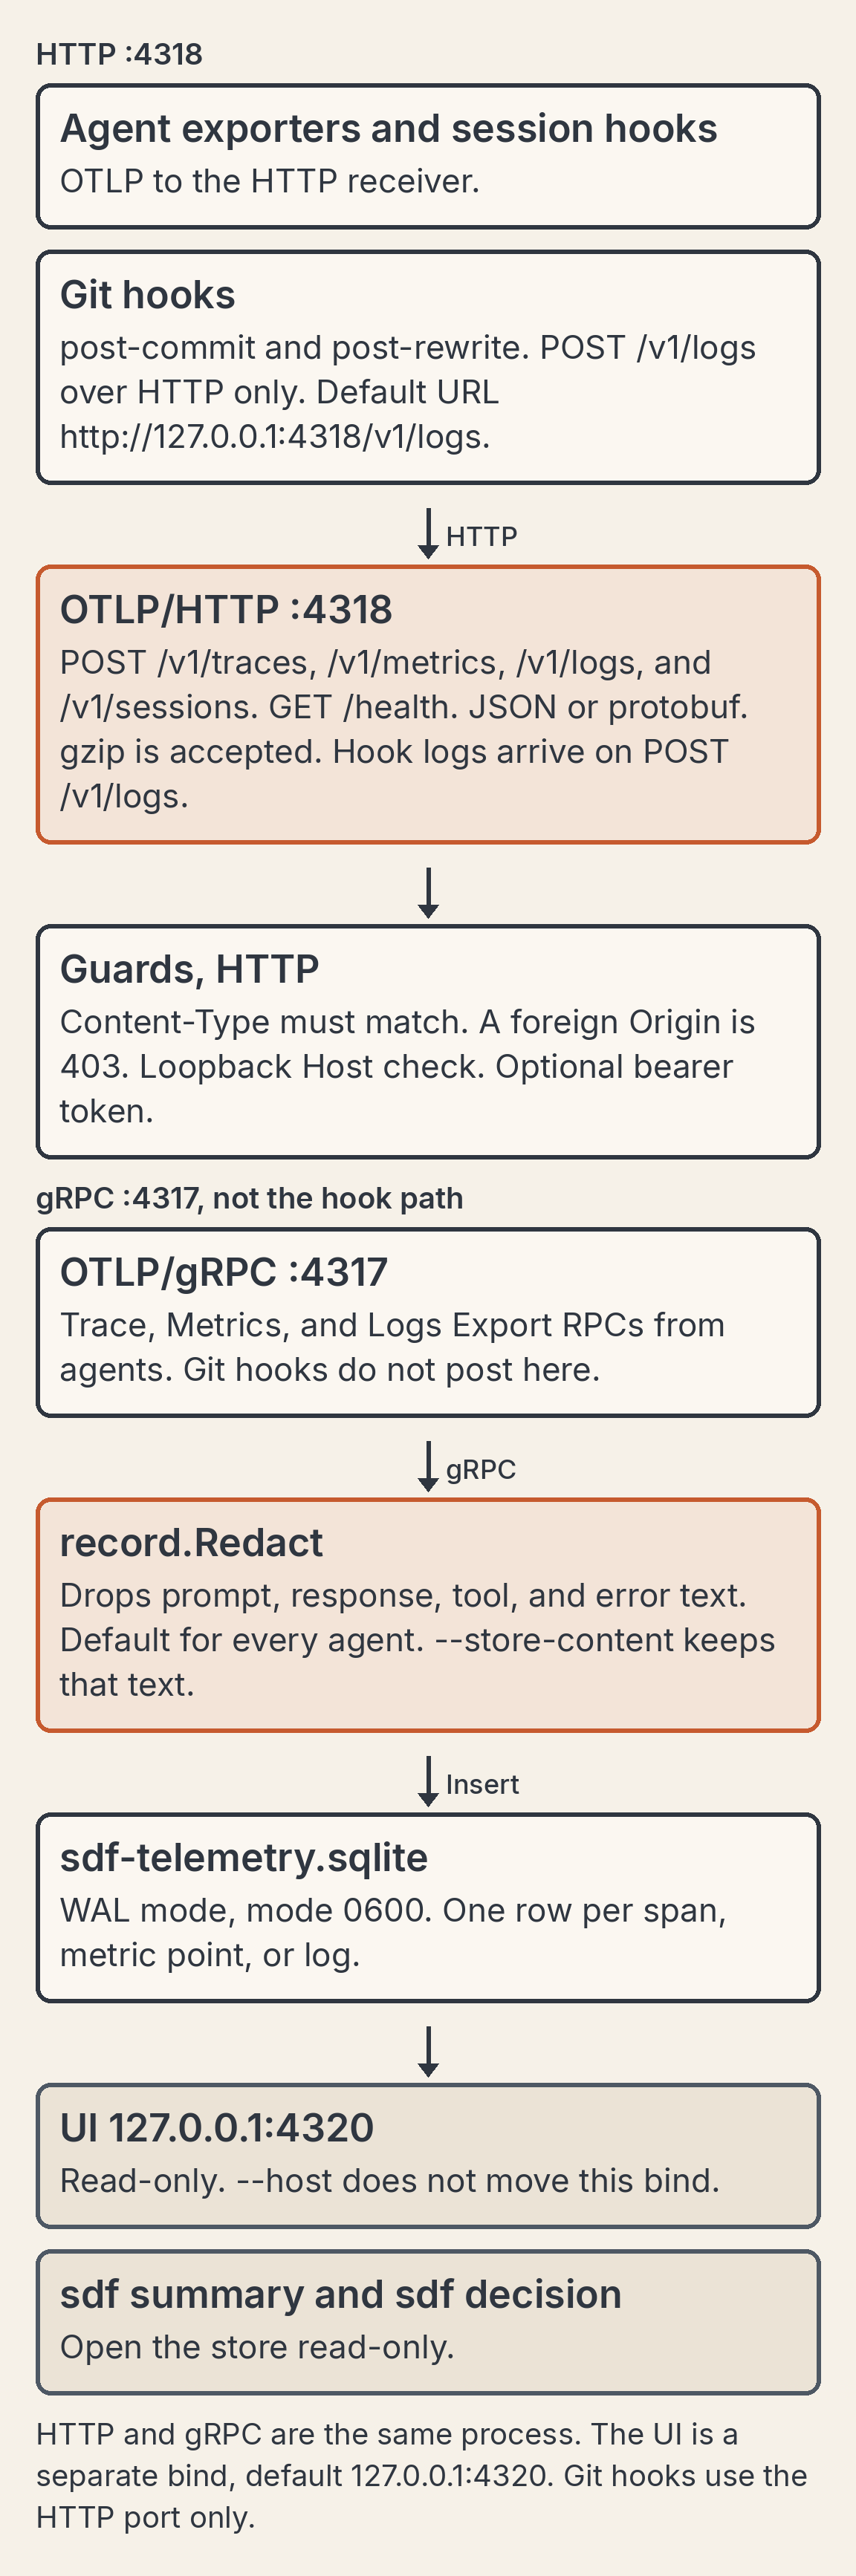 HTTP :4318
Agent exporters and session hooks
OTLP to the HTTP receiver.
Git hooks
post-commit and post-rewrite. POST /v1/logs
over HTTP only. Default URL
http://127.0.0.1:4318/v1/logs.
HTTP
OTLP/HTTP :4318
POST /v1/traces, /v1/metrics, /v1/logs, and
/v1/sessions. GET /health. JSON or protobuf.
gzip is accepted. Hook logs arrive on POST
/v1/logs.
Guards, HTTP
Content-Type must match. A foreign Origin is
403. Loopback Host check. Optional bearer
token.
gRPC :4317, not the hook path
OTLP/gRPC :4317
Trace, Metrics, and Logs Export RPCs from
agents. Git hooks do not post here.
gRPC
record.Redact
Drops prompt, response, tool, and error text.
Default for every agent. --store-content keeps
that text.
Insert
sdf-telemetry.sqlite
WAL mode, mode 0600. One row per span,
metric point, or log.
UI 127.0.0.1:4320
Read-only. --host does not move this bind.
sdf summary and sdf decision
Open the store read-only.
HTTP and gRPC are the same process. The UI is a
separate bind, default 127.0.0.1:4320. Git hooks use the
HTTP port only.